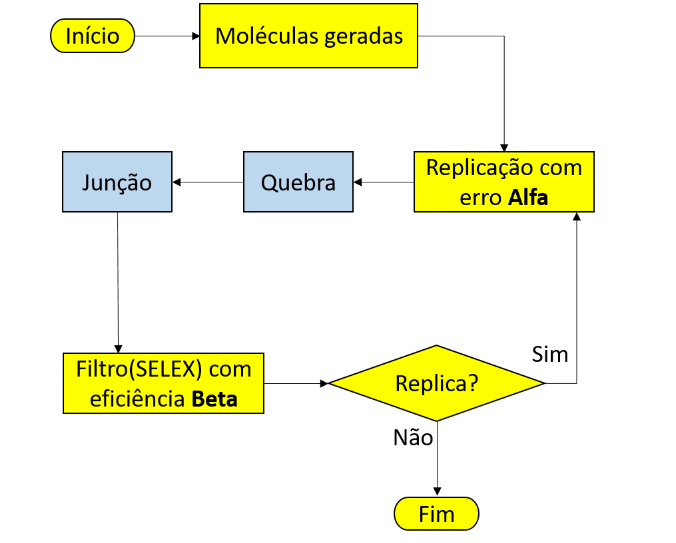 Início
Moléculas geradas
Replicação com
erro Alfa
Quebra
Junção
Filtro(SELEX) com
eficiência Beta
Replica?
Sim
Não
Fim